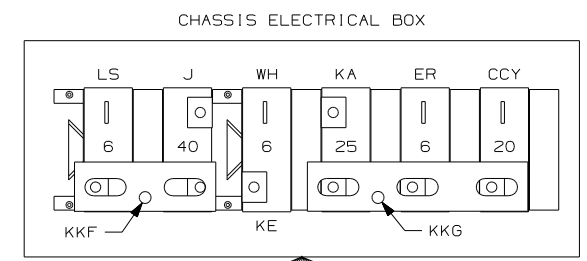 CHASSIS ELECTRICAL BOX
LS J WH KA ER CCY
6 40 6 25 6 20
KKF KE KKG